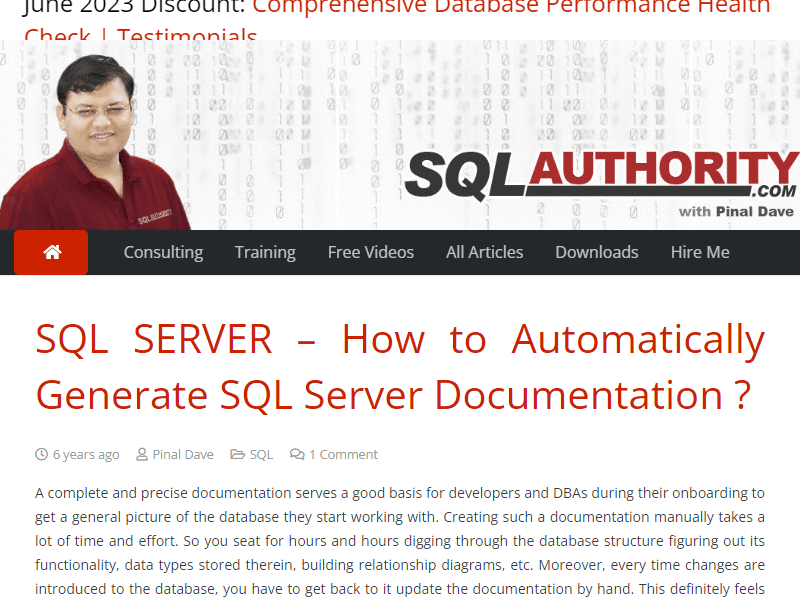 June 2023 Discount: Comprehensive Database Performance Health
Check | Testimonials
SQLAUTHORITY
.COM
with Pinal Dave
SQLAUTHORITY
Consulting Training Free Videos All Articles Downloads Hire Me
SQL SERVER – How to Automatically
Generate SQL Server Documentation ?
6 years ago Pinal Dave SQL 1 Comment
A complete and precise documentation serves a good basis for developers and DBAs during their onboarding to
get a general picture of the database they start working with. Creating such a documentation manually takes a
lot of time and effort. So you seat for hours and hours digging through the database structure figuring out its
functionality, data types stored therein, building relationship diagrams, etc. Moreover, every time changes are
introduced to the database, you have to get back to it update the documentation by hand. This definitely feels